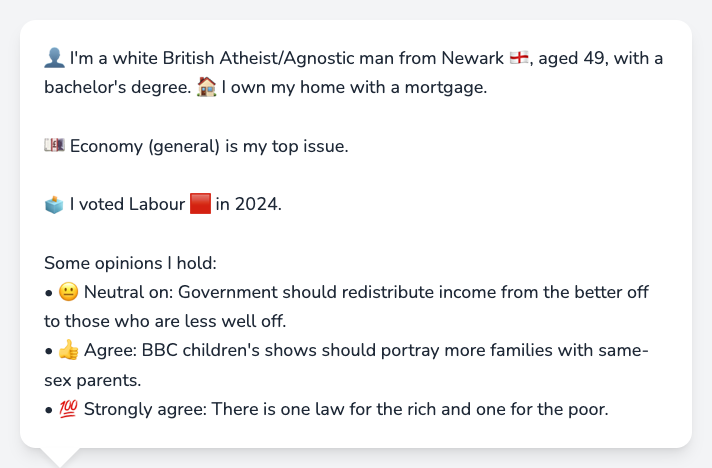 👤 I'm a white British Atheist/Agnostic man from Newark 🏴󠁧󠁢󠁥󠁮󠁧󠁿, aged 49, with a
bachelor's degree. 🏠 I own my home with a mortgage.
💷 Economy (general) is my top issue.
🗳️ I voted Labour 🟥 in 2024.
Some opinions I hold:
• 😐 Neutral on: Government should redistribute income from the better off
to those who are less well off.
• 👍 Agree: BBC children's shows should portray more families with same-
sex parents.
• 💯 Strongly agree: There is one law for the rich and one for the poor.